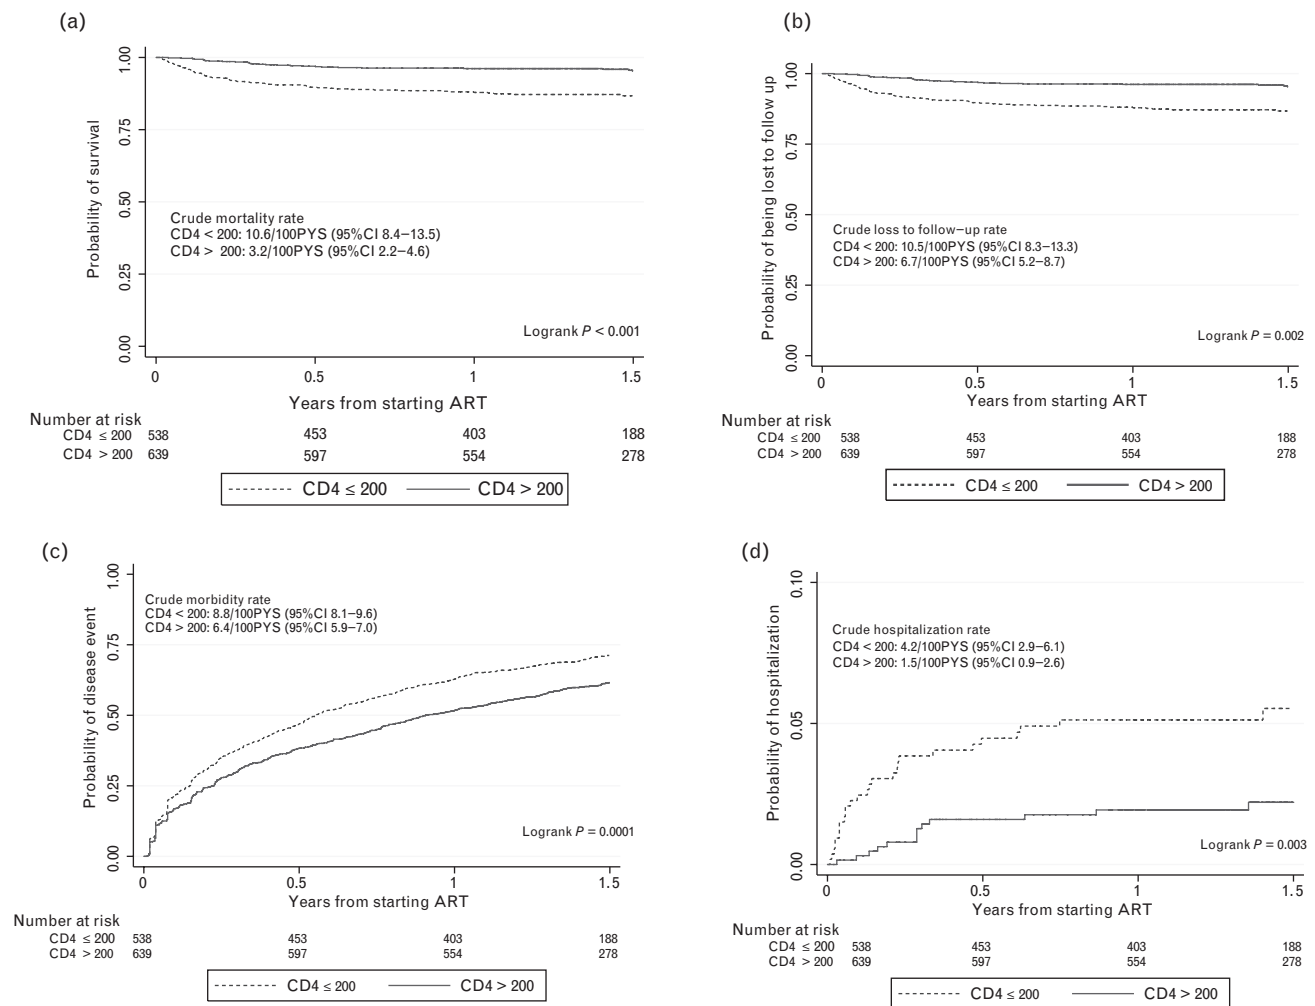 (a)
1.00
0.75
0.50
0.25
0.00
Probability of survival
Crude mortality rate
CD4 < 200: 10.6/100PYS (95%CI 8.4–13.5)
CD4 > 200: 3.2/100PYS (95%CI 2.2–4.6)
Logrank P < 0.001
0 0.5 1 1.5
Years from starting ART
Number at risk
CD4 ≤ 200 538 453 403 188
CD4 > 200 639 597 554 278
CD4 ≤ 200 CD4 > 200
(b)
1.00
0.75
0.50
0.25
0.00
Probability of being lost to follow up
Crude loss to follow–up rate
CD4 < 200: 10.5/100PYS (95%CI 8.3–13.3)
CD4 > 200: 6.7/100PYS (95%CI 5.2–8.7)
Logrank P = 0.002
0 0.5 1 1.5
Years from starting ART
Number at risk
CD4 ≤ 200 538 453 403 188
CD4 > 200 639 597 554 278
CD4 ≤ 200 CD4 > 200
(c)
1.00
0.75
0.50
0.25
0.00
Probability of disease event
Crude morbidity rate
CD4 < 200: 8.8/100PYS (95%CI 8.1–9.6)
CD4 > 200: 6.4/100PYS (95%CI 5.9–7.0)
Logrank P = 0.0001
0 0.5 1 1.5
Years from starting ART
Number at risk
CD4 ≤ 200 538 453 403 188
CD4 > 200 639 597 554 278
CD4 ≤ 200 CD4 > 200
(d)
0.10
0.05
0.00
Probability of hospitalization
Crude hospitalization rate
CD4 < 200: 4.2/100PYS (95%CI 2.9–6.1)
CD4 > 200: 1.5/100PYS (95%CI 0.9–2.6)
Logrank P = 0.003
0 0.5 1 1.5
Years from starting ART
Number at risk
CD4 ≤ 200 538 453 403 188
CD4 > 200 639 597 554 278
CD4 ≤ 200 CD4 > 200